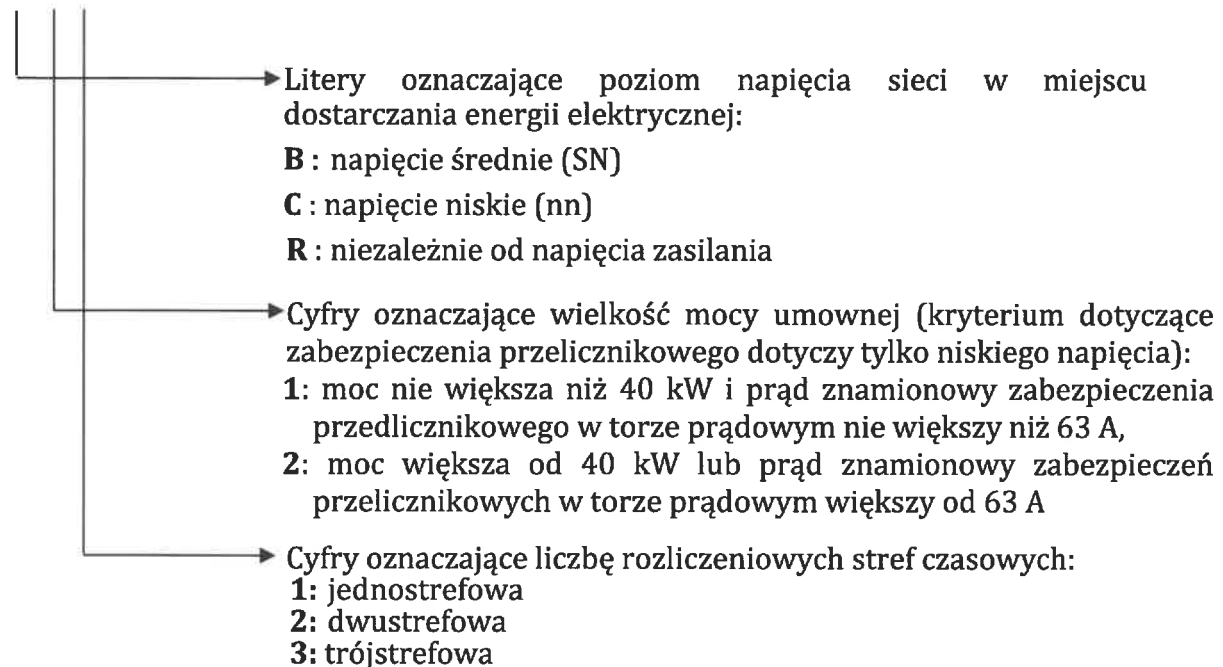 Litery oznaczające poziom napięcia sieci w miejscu
dostarczania energii elektrycznej:
B : napięcie średnie (SN)
C : napięcie niskie (nn)
R : niezależnie od napięcia zasilania
Cyfry oznaczające wielkość mocy umownej (kryterium dotyczące
zabezpieczenia przelicznikowego dotyczy tylko niskiego napięcia):
1: moc nie większa niż 40 kW i prąd znamionowy zabezpieczenia
przedlicznikowego w torze prądowym nie większy niż 63 A,
2: moc większa od 40 kW lub prąd znamionowy zabezpieczeń
przelicznikowych w torze prądowym większy od 63 A
Cyfry oznaczające liczbę rozliczeniowych stref czasowych:
1: jednostrefowa
2: dwustrefowa
3: trójstrefowa